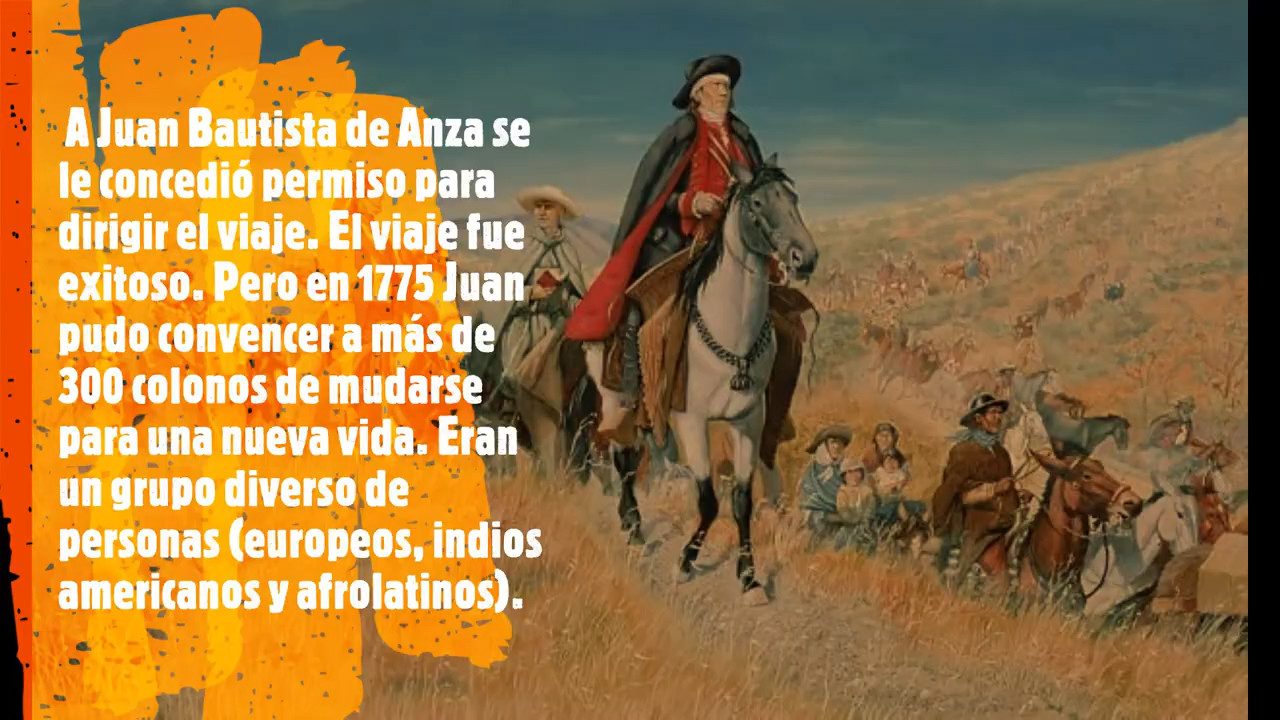 A Juan Bautista de Anza se
le concedió permiso para
dirigir el viaje. El viaje fue
exitoso. Pero en 1775 Juan
pudo convencer a más de
300 colonos de mudarse
para una nueva vida. Eran
un grupo diverso de
personas (europeos, indios
americanos y afrolatinos).